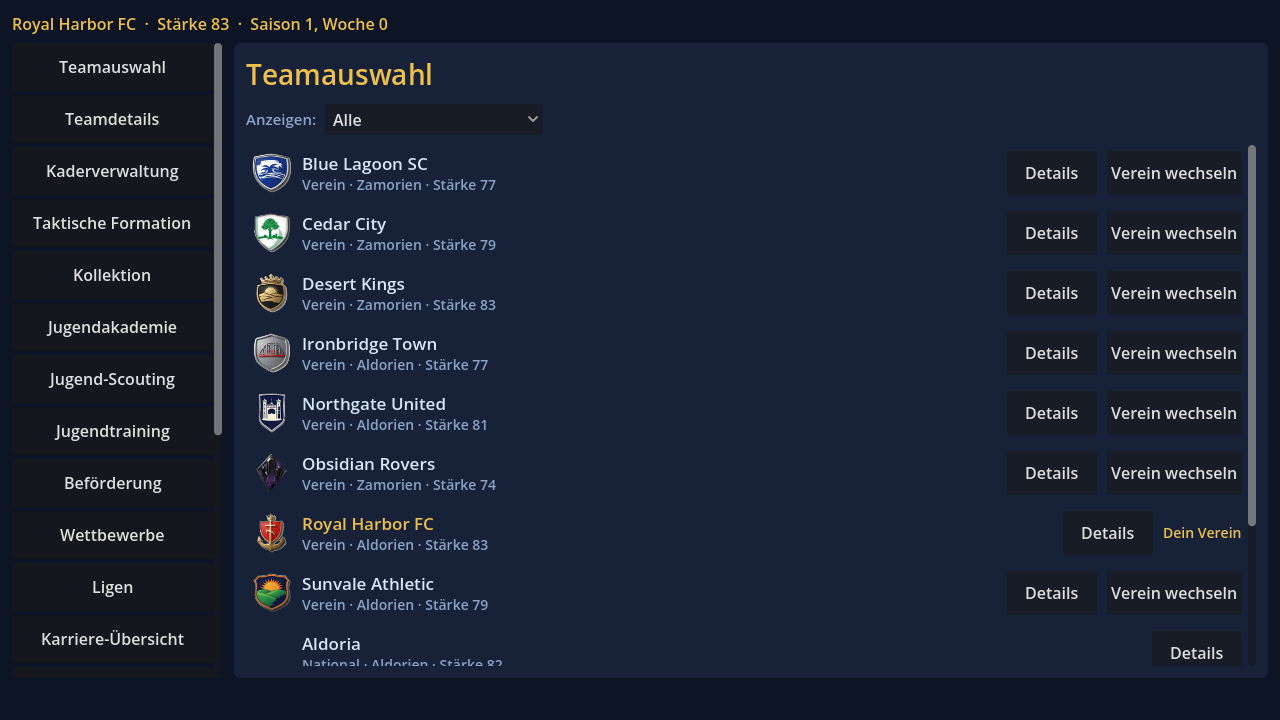 Royal Harbor FC · Stärke 83 · Saison 1, Woche 0
Teamauswahl
Teamdetails
Kaderverwaltung
Taktische Formation
Kollektion
Jugendakademie
Jugend-Scouting
Jugendtraining
Beförderung
Wettbewerbe
Ligen
Karriere-Übersicht
Teamauswahl
Anzeigen: Alle
Blue Lagoon SC
Verein · Zamorien · Stärke 77
Details Verein wechseln
Cedar City
Verein · Zamorien · Stärke 79
Details Verein wechseln
Desert Kings
Verein · Zamorien · Stärke 83
Details Verein wechseln
Ironbridge Town
Verein · Aldorien · Stärke 77
Details Verein wechseln
Northgate United
Verein · Aldorien · Stärke 81
Details Verein wechseln
Obsidian Rovers
Verein · Zamorien · Stärke 74
Details Verein wechseln
Royal Harbor FC
Verein · Aldorien · Stärke 83
Details Dein Verein
Sunvale Athletic
Verein · Aldorien · Stärke 79
Details Verein wechseln
Aldoria
National · Aldorien · Stärke 82
Details